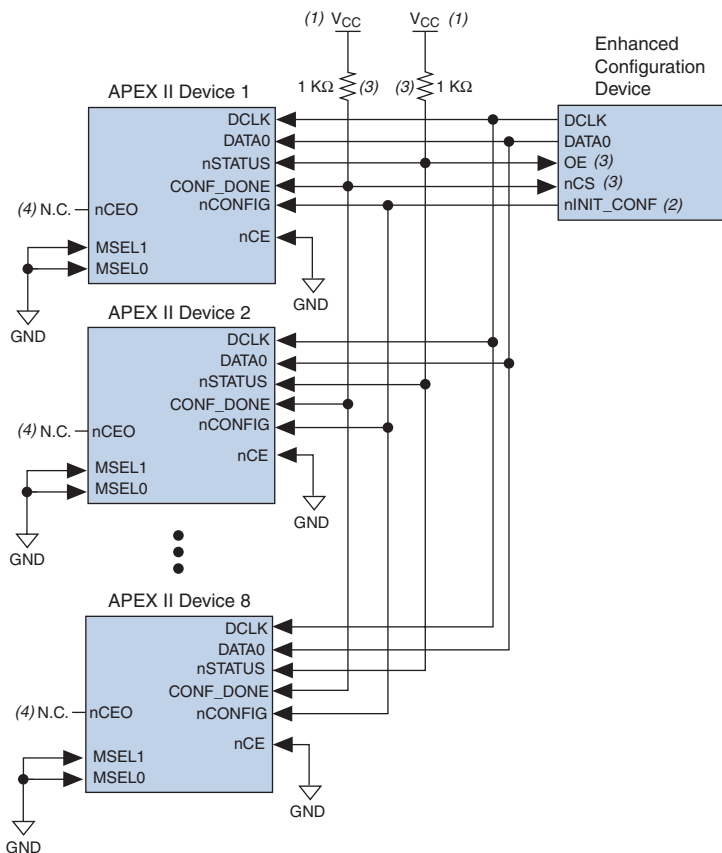 (1) VCC
VCC (1)
1 KΩ (3)
(3) 1 KΩ
Enhanced
Configuration
Device
DCLK
DATA0
OE (3)
nCS (3)
nINIT_CONF (2)
APEX II Device 1
DCLK
DATA0
nSTATUS
CONF_DONE
nCONFIG
(4) N.C. nCEO
nCE
MSEL1
MSEL0
GND
GND
APEX II Device 2
DCLK
DATA0
nSTATUS
CONF_DONE
nCONFIG
(4) N.C. nCEO
nCE
MSEL1
MSEL0
GND
GND
APEX II Device 8
DCLK
DATA0
nSTATUS
CONF_DONE
nCONFIG
(4) N.C. nCEO
nCE
MSEL1
MSEL0
GND
GND